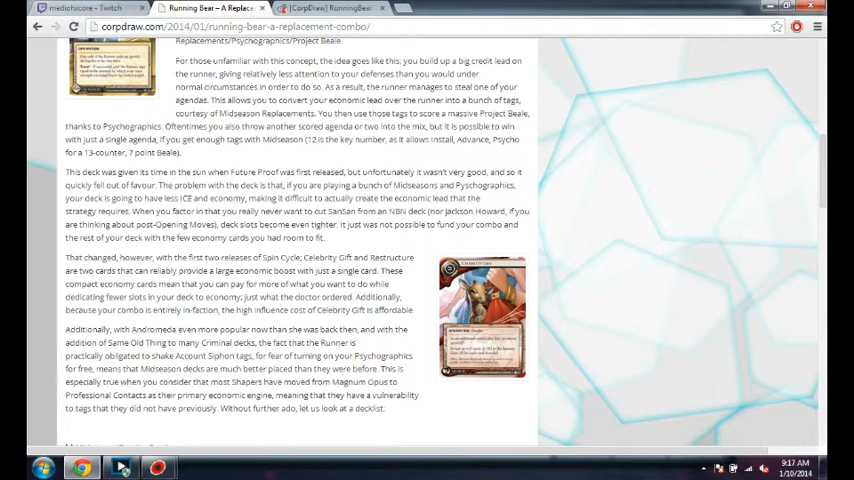 mediohxcore - Twitch
Running Bear – A Replace
[CorpDraw] RunningBear
corpdraw.com/2014/01/running-bear-a-replacement-combo/
Replacements/Psychographics/Project Beale.
For those unfamiliar with this concept, the idea goes like this; you build up a big credit lead on
the runner, giving relatively less attention to your defenses than you would under
normal circumstances in order to do so. As a result, the runner manages to steal one of your
agendas. This allows you to convert your economic lead over the runner into a bunch of tags,
courtesy of Midseason Replacements. You then use those tags to score a massive Project Beale,
thanks to Psychographics. Oftentimes you also throw another scored agenda or two into the mix, but it is possible to win
with just a single agenda, if you get enough tags with Midseason (12 is the key number, as it allows Install, Advance, Psycho
for a 13-counter, 7 point Beale).
This deck was given its time in the sun when Future Proof was first released, but unfortunately it wasn't very good, and so it
quickly fell out of favour. The problem with the deck is that, if you are playing a bunch of Midseasons and Psychographics,
your deck is going to have less ICE and economy, making it difficult to actually create the economic lead that the
strategy requires. When you factor in that you really never want to cut SanSan from an NBN deck (nor Jackson Howard, if you
are thinking about post-Opening Moves), deck slots become even tighter. It just was not possible to fund your combo and
the rest of your deck with the few economy cards you had room to fit.
That changed, however, with the first two releases of Spin Cycle; Celebrity Gift and Restructure
are two cards that can reliably provide a large economic boost with just a single card. These
compact economy cards mean that you can pay for more of what you want to do while
dedicating fewer slots in your deck to economy; just what the doctor ordered. Additionally,
because your combo is entirely in-faction, the high influence cost of Celebrity Gift is affordable.
CELEBRITY GIFT
Additionally, with Andromeda even more popular now than she was back then, and with the
addition of Same Old Thing to many Criminal decks, the fact that the Runner is
practically obligated to shake Account Siphon tags, for fear of turning on your Psychographics
for free, means that Midseason decks are much better placed than they were before. This is
especially true when you consider that most Shapers have moved from Magnum Opus to
Professional Contacts as their primary economic engine, meaning that they have a vulnerability
to tags that they did not have previously. Without further ado, let us look at a decklist:
9:17 AM
1/10/2014